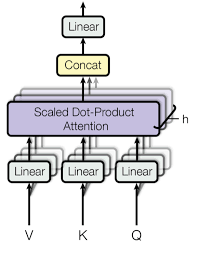 Linear
Concat
Scaled Dot-Product
Attention
h
Linear Linear Linear
V K Q